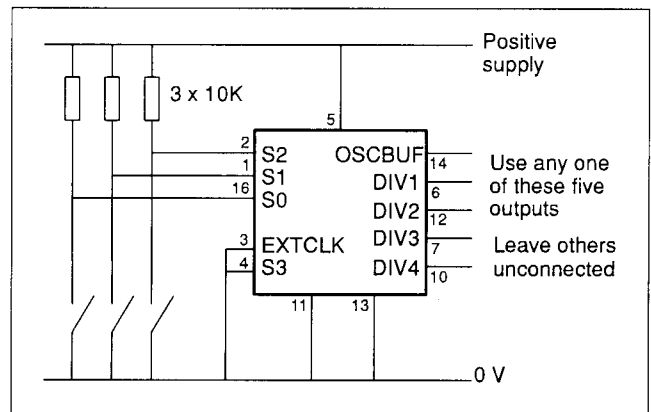 Positive
supply
3 x 10K
5
2 S2 OSCBUF 14
1 S1 DIV1 6
16 S0 DIV2 12
3 EXTCLK DIV3 7
4 S3 DIV4 10
Use any one
of these five
outputs
Leave others
unconnected
11 13
0 V